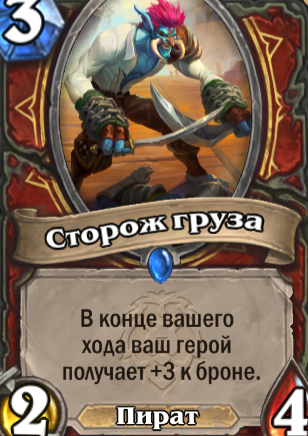 3
Сторож груза
В конце вашего
хода ваш герой
получает +3 к броне.
2 Пират 4